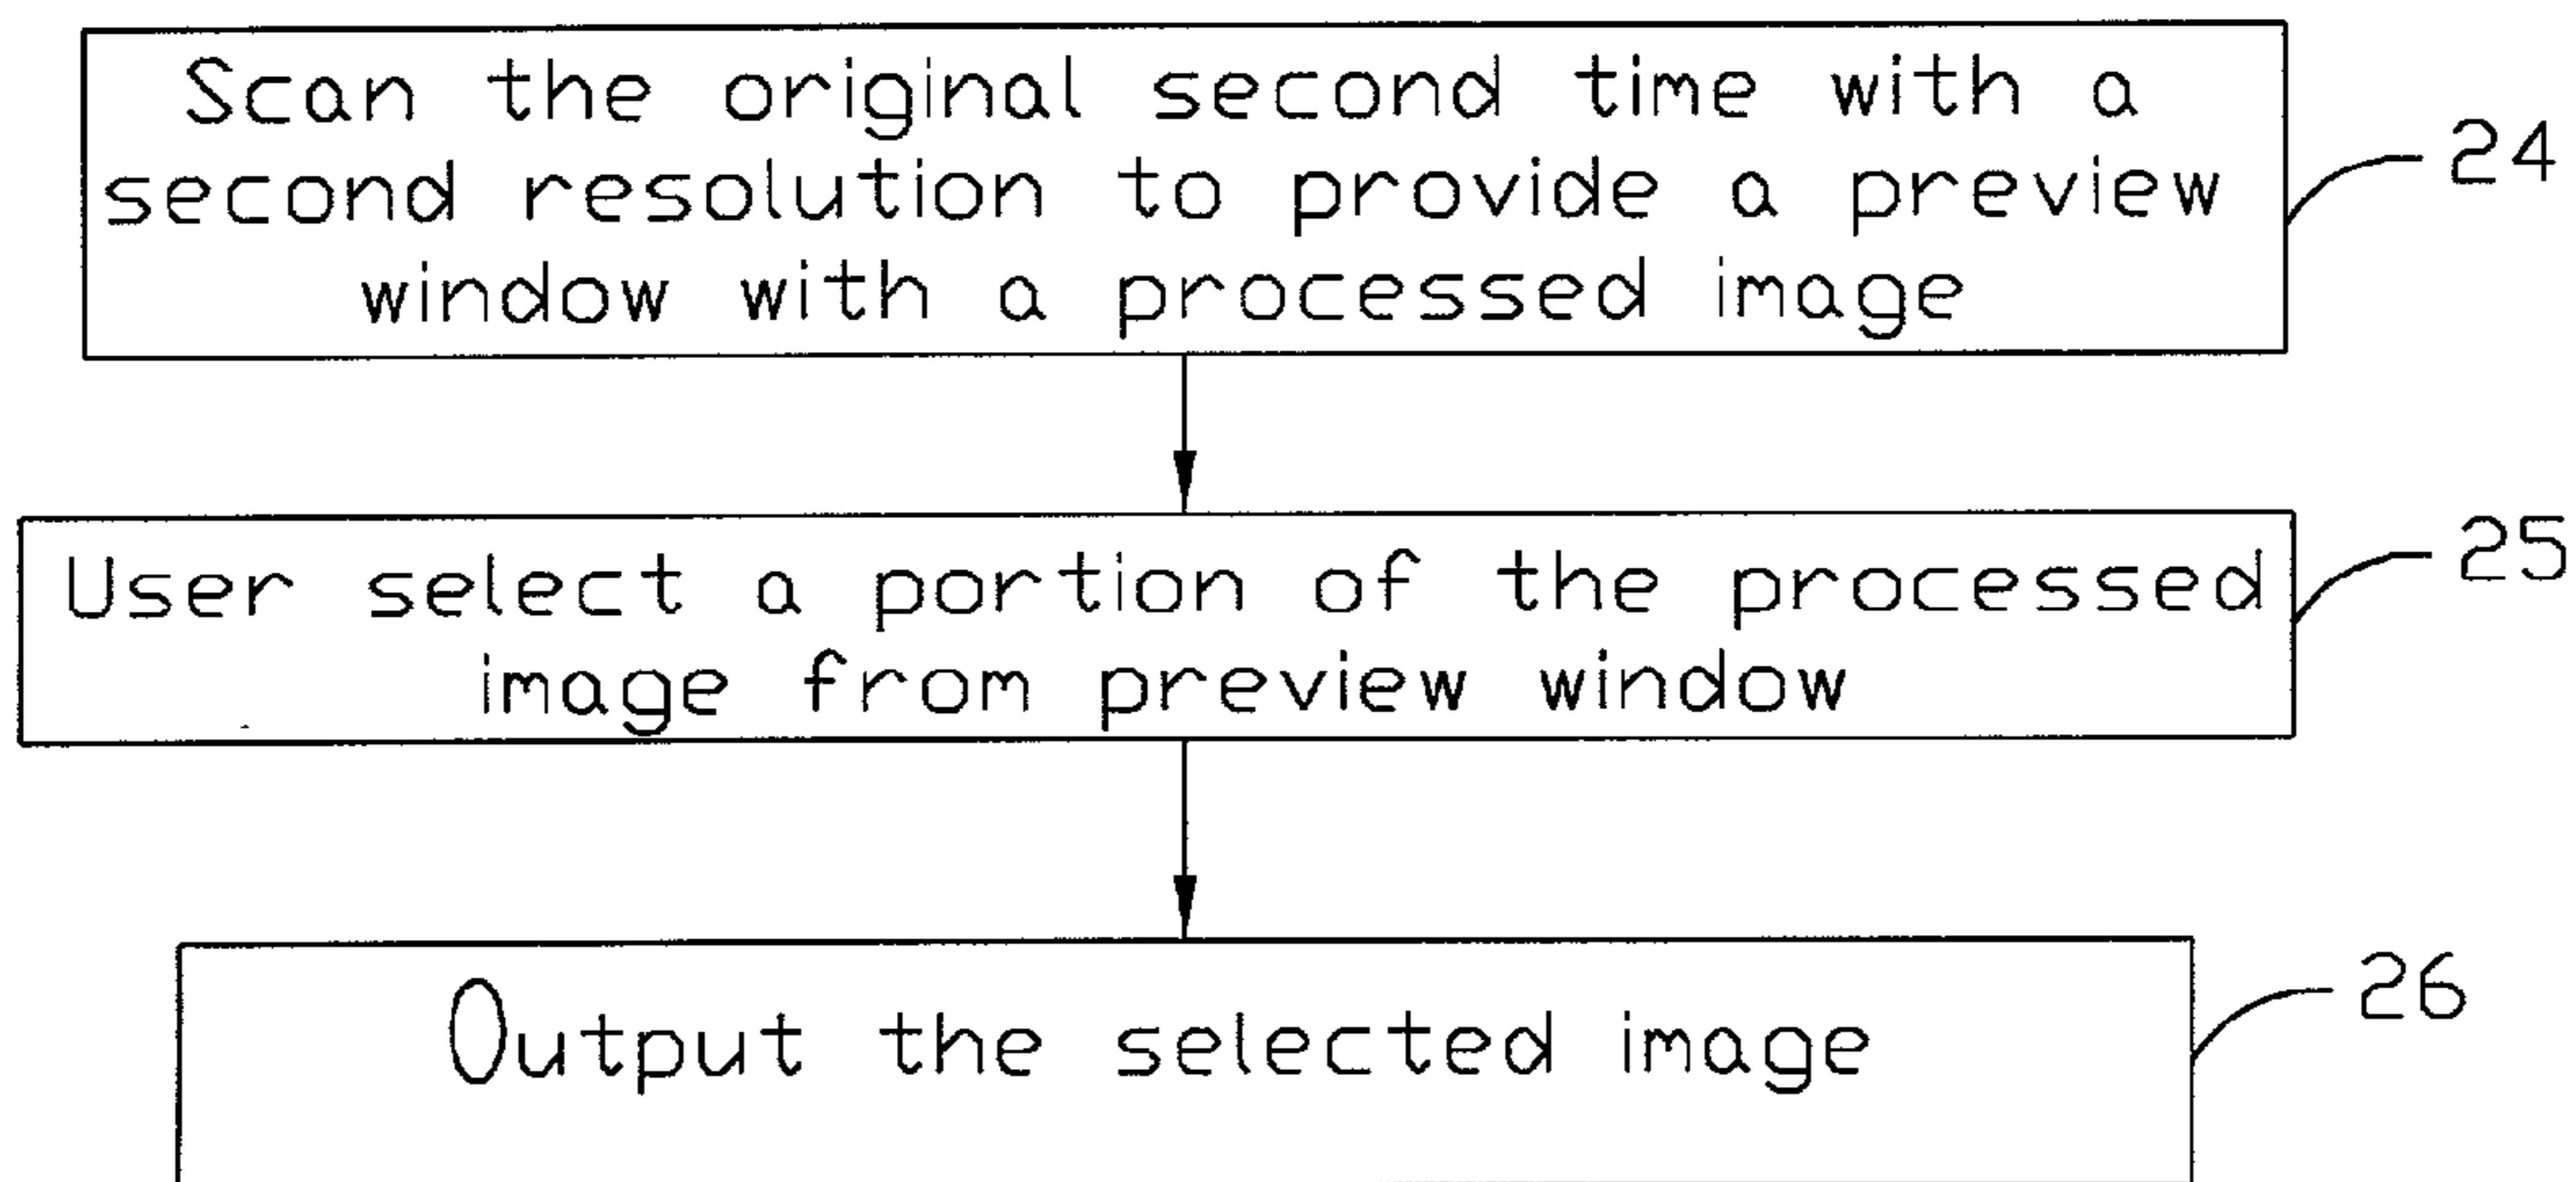 Scan the original second time with a
second resolution to provide a preview
window with a processed image
24
User select a portion of the processed
image from preview window
25
Output the selected image
26